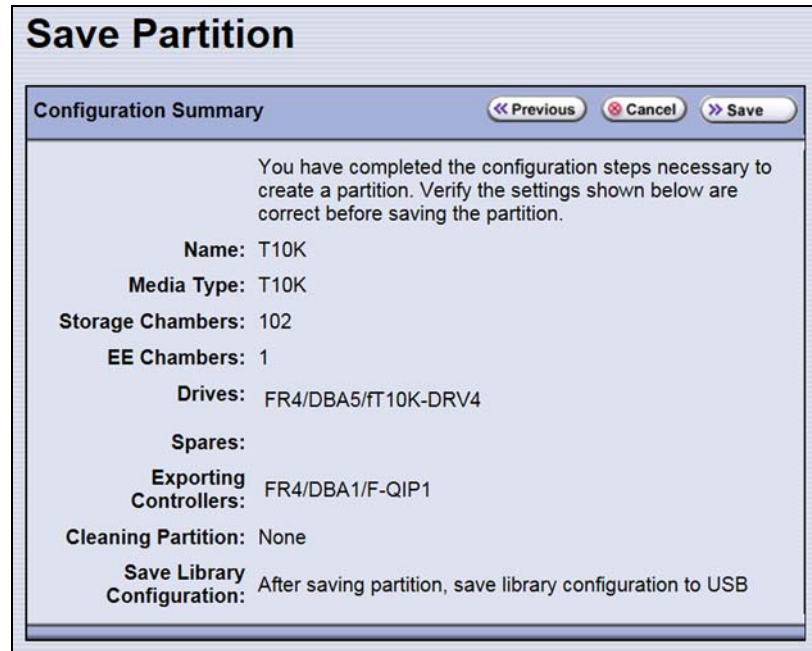 Save Partition
Configuration Summary
Previous
Cancel
Save
You have completed the configuration steps necessary to
create a partition. Verify the settings shown below are
correct before saving the partition.
Name: T10K
Media Type: T10K
Storage Chambers: 102
EE Chambers: 1
Drives: FR4/DBA5/fT10K-DRV4
Spares:
Exporting
Controllers: FR4/DBA1/F-QIP1
Cleaning Partition: None
Save Library
Configuration: After saving partition, save library configuration to USB